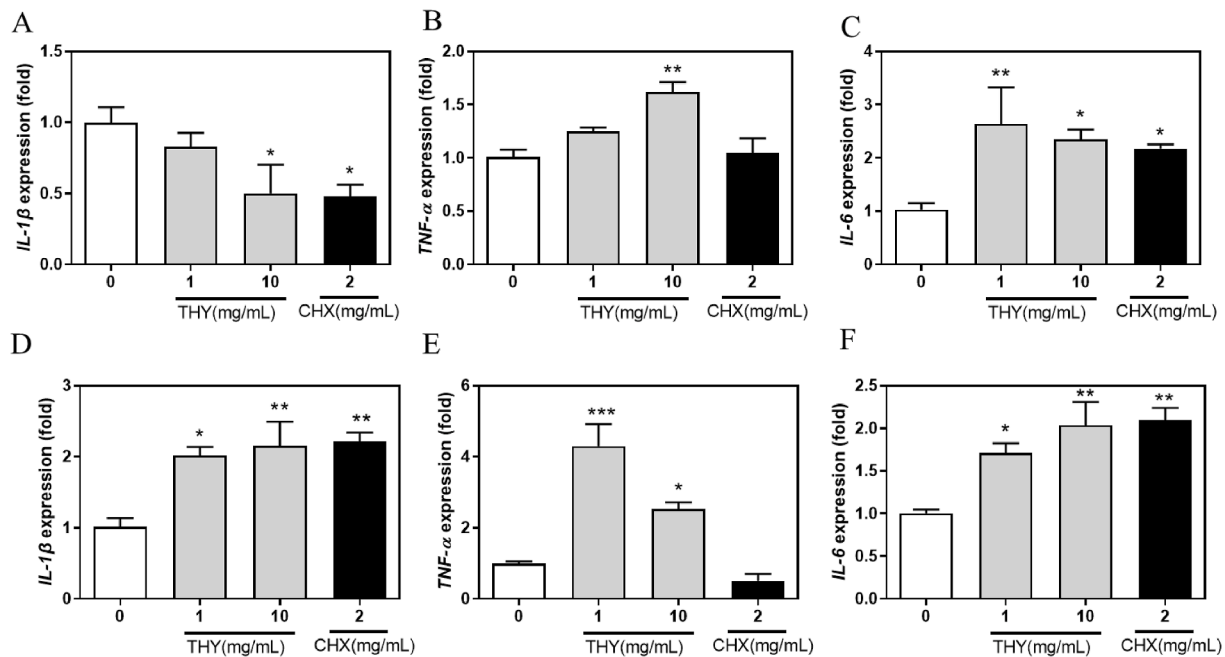 A
IL-1β expression (fold)
1.5
1.0
0.5
0.0
*
*
0
1
10
2
THY(mg/mL)
CHX(mg/mL)
B
TNF-α expression (fold)
2.0
1.5
1.0
0.5
0.0
**
0
1
10
2
THY(mg/mL)
CHX(mg/mL)
C
IL-6 expression (fold)
4
3
2
1
0
**
*
*
0
1
10
2
THY(mg/mL)
CHX(mg/mL)
D
IL-1β expression (fold)
3
2
1
0
*
**
**
0
1
10
2
THY(mg/mL)
CHX(mg/mL)
E
TNF-α expression (fold)
6
4
2
0
***
*
0
1
10
2
THY(mg/mL)
CHX(mg/mL)
F
IL-6 expression (fold)
2.5
2.0
1.5
1.0
0.5
0.0
*
**
**
0
1
10
2
THY(mg/mL)
CHX(mg/mL)